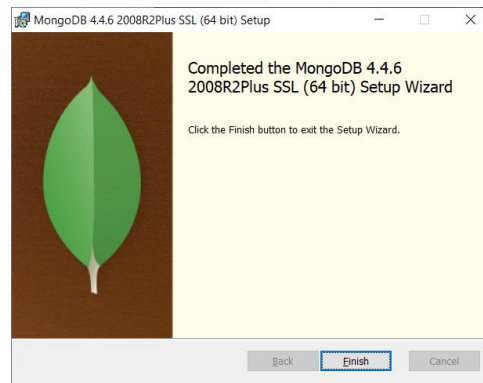 MongoDB 4.4.6 2008R2Plus SSL (64 bit) Setup
Completed the MongoDB 4.4.6
2008R2Plus SSL (64 bit) Setup Wizard
Click the Finish button to exit the Setup Wizard.
Back Finish Cancel